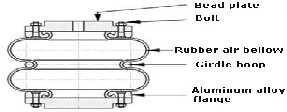 Bead plate
Bolt
Rubber air bellow
Girdle hoop
Aluminum alloy
flange